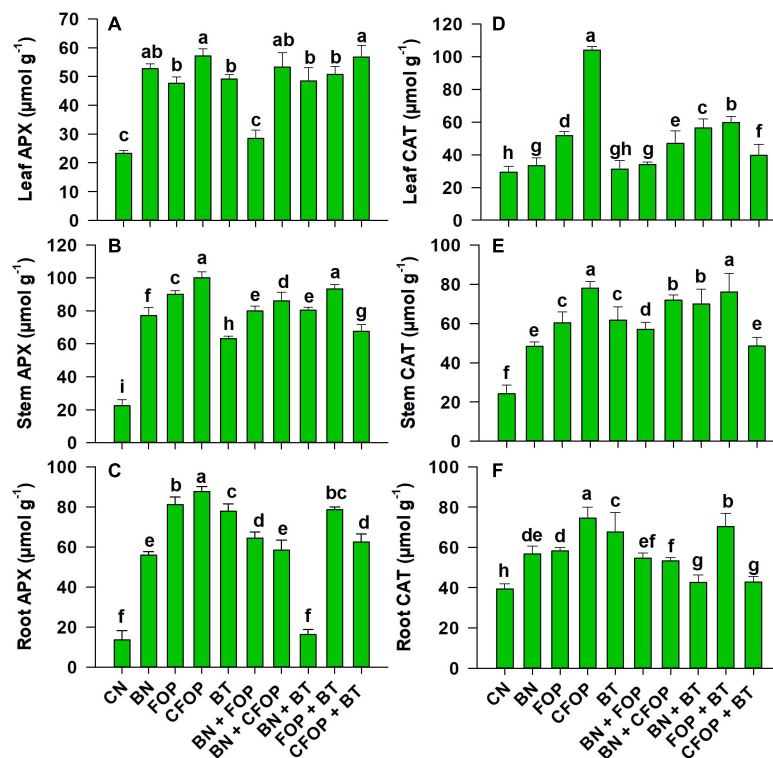 A
Leaf APX (µmol g-1)
70
60
50
40
30
20
10
0
c ab b a b c ab b b a
B
Stem APX (µmol g-1)
120
100
80
60
40
20
0
i f c a h e d e a g
C
Root APX (µmol g-1)
100
80
60
40
20
0
f e b a c d e f bc d
CN
BN
FOP
CFOP
BT
BN + FOP
BN + CFOP
BN + BT
FOP + BT
CFOP + BT
D
Leaf CAT (µmol g-1)
120
100
80
60
40
20
0
h g d a gh g e c b f
E
Stem CAT (µmol g-1)
100
80
60
40
20
0
f e c a c d b b a e
F
Root CAT (µmol g-1)
100
80
60
40
20
0
h de d a c ef f g b g
CN
BN
FOP
CFOP
BT
BN + FOP
BN + CFOP
BN + BT
FOP + BT
CFOP + BT